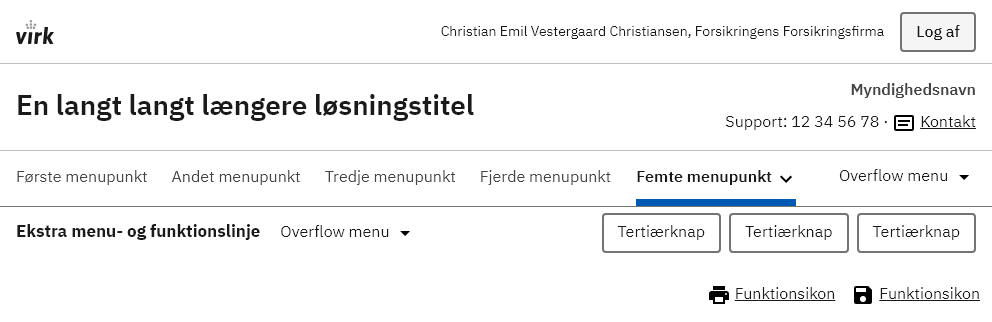 virk
Christian Emil Vestergaard Christiansen, Forsikringens Forsikringsfirma
Log af
En langt langt længere løsningstitel
Myndighedsnavn
Support: 12 34 56 78 · Kontakt
Første menupunkt
Andet menupunkt
Tredje menupunkt
Fjerde menupunkt
Femte menupunkt
Overflow menu
Ekstra menu- og funktionslinje
Overflow menu
Tertiærknap
Tertiærknap
Tertiærknap
Funktionsikon
Funktionsikon